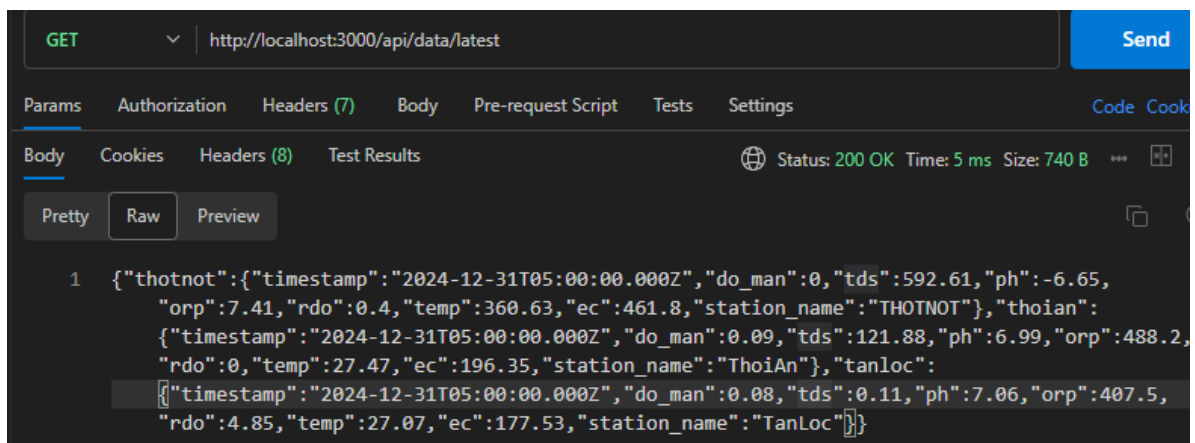 GET http://localhost:3000/api/data/latest Send
Params Authorization Headers (7) Body Pre-request Script Tests Settings Code Cooki
Body Cookies Headers (8) Test Results Status: 200 OK Time: 5 ms Size: 740 B
Pretty Raw Preview
1 {"thotnot":{"timestamp":"2024-12-31T05:00:00.000Z","do_man":0,"tds":592.61,"ph":-6.65,
"orp":7.41,"rdo":0.4,"temp":360.63,"ec":461.8,"station_name":"THOTNOT"},"thoian":
{"timestamp":"2024-12-31T05:00:00.000Z","do_man":0.09,"tds":121.88,"ph":6.99,"orp":488.2,
"rdo":0,"temp":27.47,"ec":196.35,"station_name":"ThoiAn"},"tanloc":
{"timestamp":"2024-12-31T05:00:00.000Z","do_man":0.08,"tds":0.11,"ph":7.06,"orp":407.5,
"rdo":4.85,"temp":27.07,"ec":177.53,"station_name":"TanLoc"}}